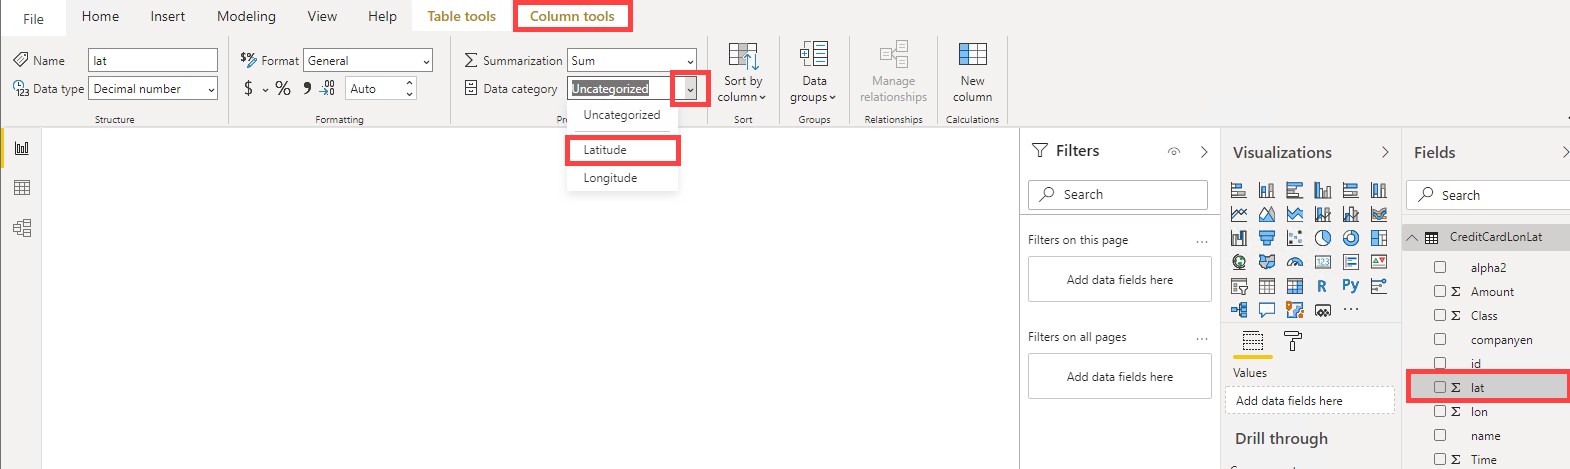 File
Home
Insert
Modeling
View
Help
Table tools
Column tools
Name
lat
Data type
Decimal number
Structure
Format
General
$
%
Auto
Formatting
Summarization
Sum
Data category
Uncategorized
Uncategorized
Latitude
Longitude
Sort by
column
Sort
Data
groups
Groups
Manage
relationships
Relationships
New
column
Calculations
Filters
Search
Filters on this page
...
Add data fields here
Filters on all pages
...
Add data fields here
Visualizations
123
R
Py
...
Values
Add data fields here
Drill through
Fields
Search
CreditCardLonLat
alpha2
Σ Amount
Σ Class
companyen
id
Σ lat
Σ lon
name
Σ Time